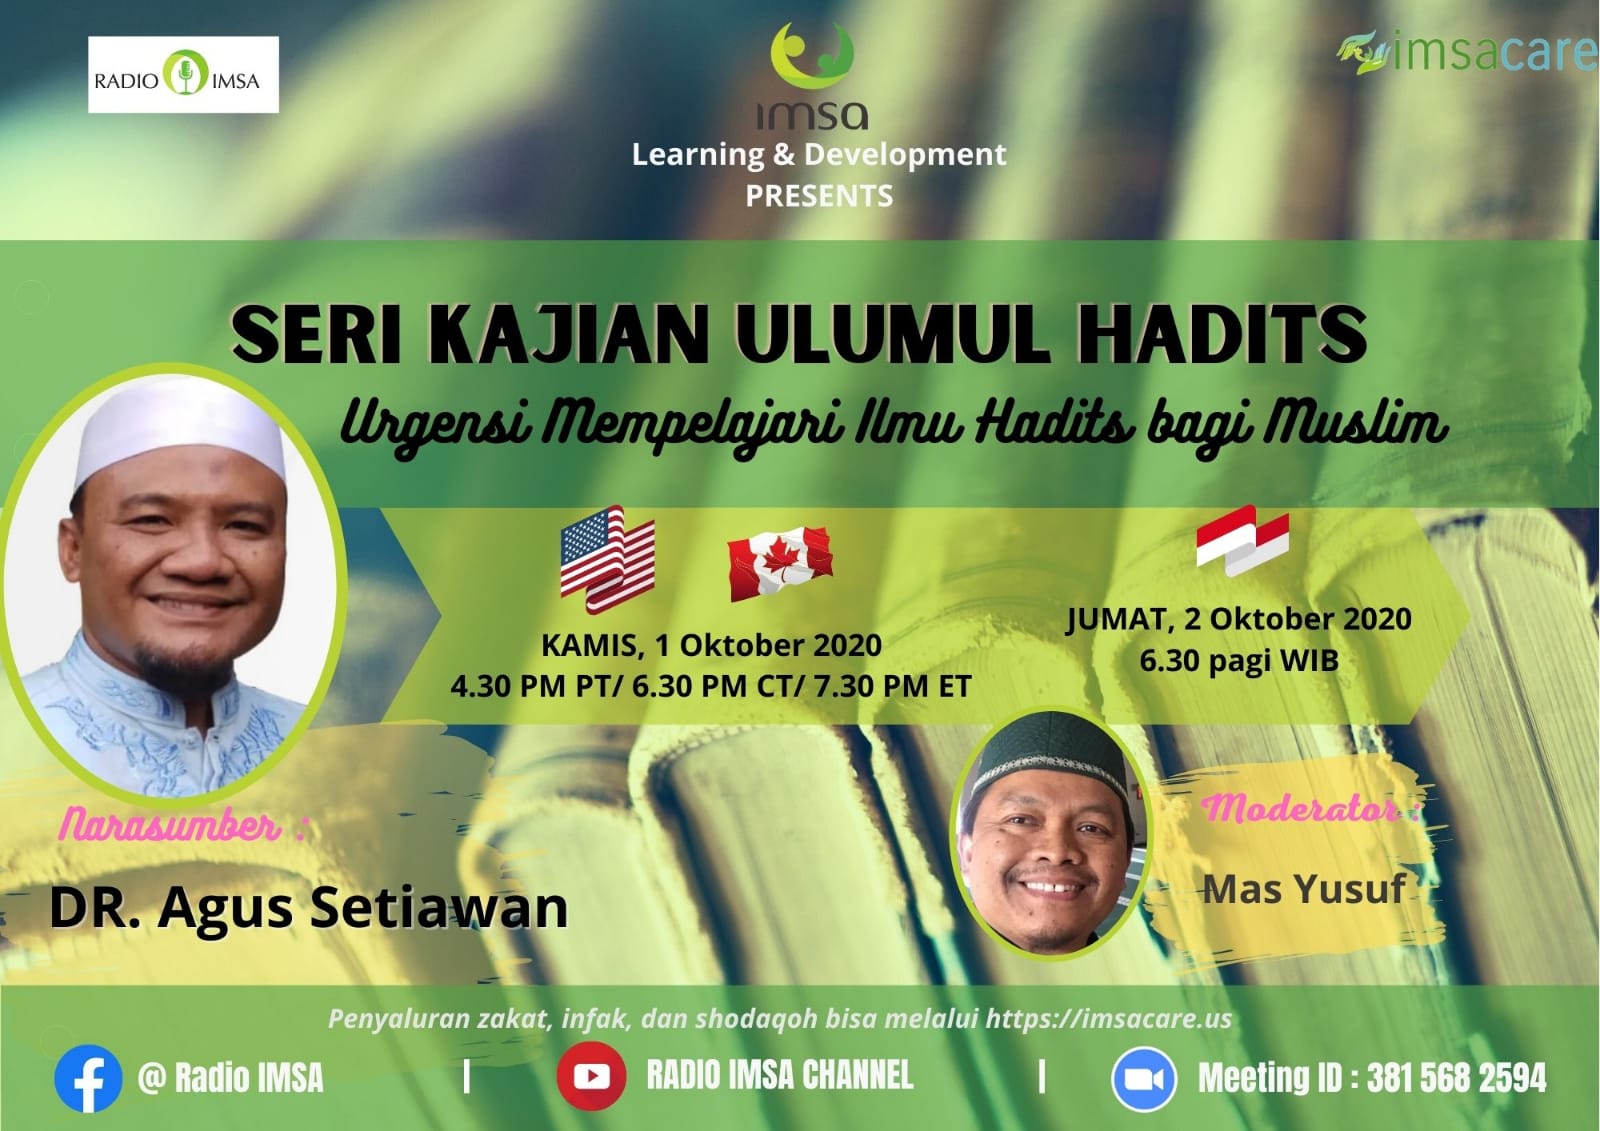 RADIO IMSA
imsa
imsacare
Learning & Development
PRESENTS
SERI KAJIAN ULUMUL HADITS
Urgensi Mempelajari Ilmu Hadits bagi Muslim
KAMIS, 1 Oktober 2020
4.30 PM PT/ 6.30 PM CT/ 7.30 PM ET
JUMAT, 2 Oktober 2020
6.30 pagi WIB
Narasumber :
DR. Agus Setiawan
Moderator :
Mas Yusuf
Penyaluran zakat, infak, dan shodaqoh bisa melalui https://imsacare.us
@ Radio IMSA | RADIO IMSA CHANNEL | Meeting ID : 381 568 2594